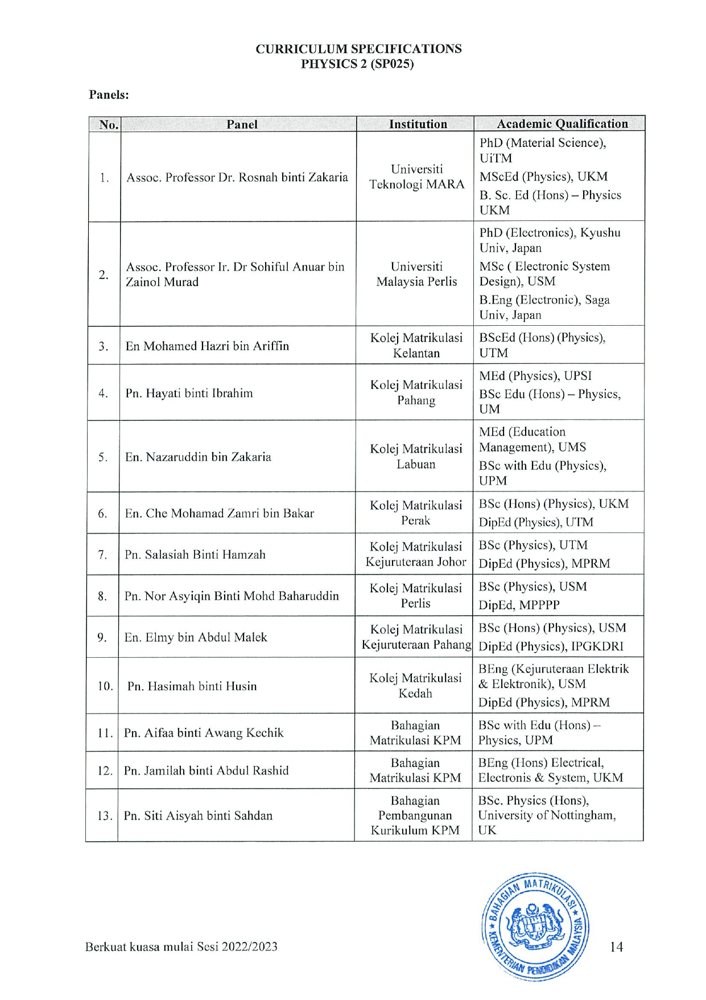 CURRICULUM SPECIFICATIONS
PHYSICS 2 (SP025)
Panels:
No. Panel Institution Academic Qualification
1. Assoc. Professor Dr. Rosnah binti Zakaria
Universiti
Teknologi MARA
PhD (Material Science),
UiTM
MScEd (Physics), UKM
B. Sc. Ed (Hons) – Physics
UKM
2.
Assoc. Professor Ir. Dr Sohiful Anuar bin
Zainol Murad
Universiti
Malaysia Perlis
PhD (Electronics), Kyushu
Univ, Japan
MSc ( Electronic System
Design), USM
B.Eng (Electronic), Saga
Univ, Japan
3. En Mohamed Hazri bin Ariffin
Kolej Matrikulasi
Kelantan
BScEd (Hons) (Physics),
UTM
4. Pn. Hayati binti Ibrahim
Kolej Matrikulasi
Pahang
MEd (Physics), UPSI
BSc Edu (Hons) – Physics,
UM
5. En. Nazaruddin bin Zakaria
Kolej Matrikulasi
Labuan
MEd (Education
Management), UMS
BSc with Edu (Physics),
UPM
6. En. Che Mohamad Zamri bin Bakar
Kolej Matrikulasi
Perak
BSc (Hons) (Physics), UKM
DipEd (Physics), UTM
7. Pn. Salasiah Binti Hamzah
Kolej Matrikulasi
Kejuruteraan Johor
BSc (Physics), UTM
DipEd (Physics), MPRM
8. Pn. Nor Asyiqin Binti Mohd Baharuddin
Kolej Matrikulasi
Perlis
BSc (Physics), USM
DipEd, MPPPP
9. En. Elmy bin Abdul Malek
Kolej Matrikulasi
Kejuruteraan Pahang
BSc (Hons) (Physics), USM
DipEd (Physics), IPGKDRI
10. Pn. Hasimah binti Husin
Kolej Matrikulasi
Kedah
BEng (Kejuruteraan Elektrik
& Elektronik), USM
DipEd (Physics), MPRM
11. Pn. Aifaa binti Awang Kechik
Bahagian
Matrikulasi KPM
BSc with Edu (Hons) –
Physics, UPM
12. Pn. Jamilah binti Abdul Rashid
Bahagian
Matrikulasi KPM
BEng (Hons) Electrical,
Electronis & System, UKM
13. Pn. Siti Aisyah binti Sahdan
Bahagian
Pembangunan
Kurikulum KPM
BSc. Physics (Hons),
University of Nottingham,
UK
BAHAGIAN MATRIKULASI
KEMENTERIAN PENDIDIKAN MALAYSIA
Berkuat kuasa mulai Sesi 2022/2023
14